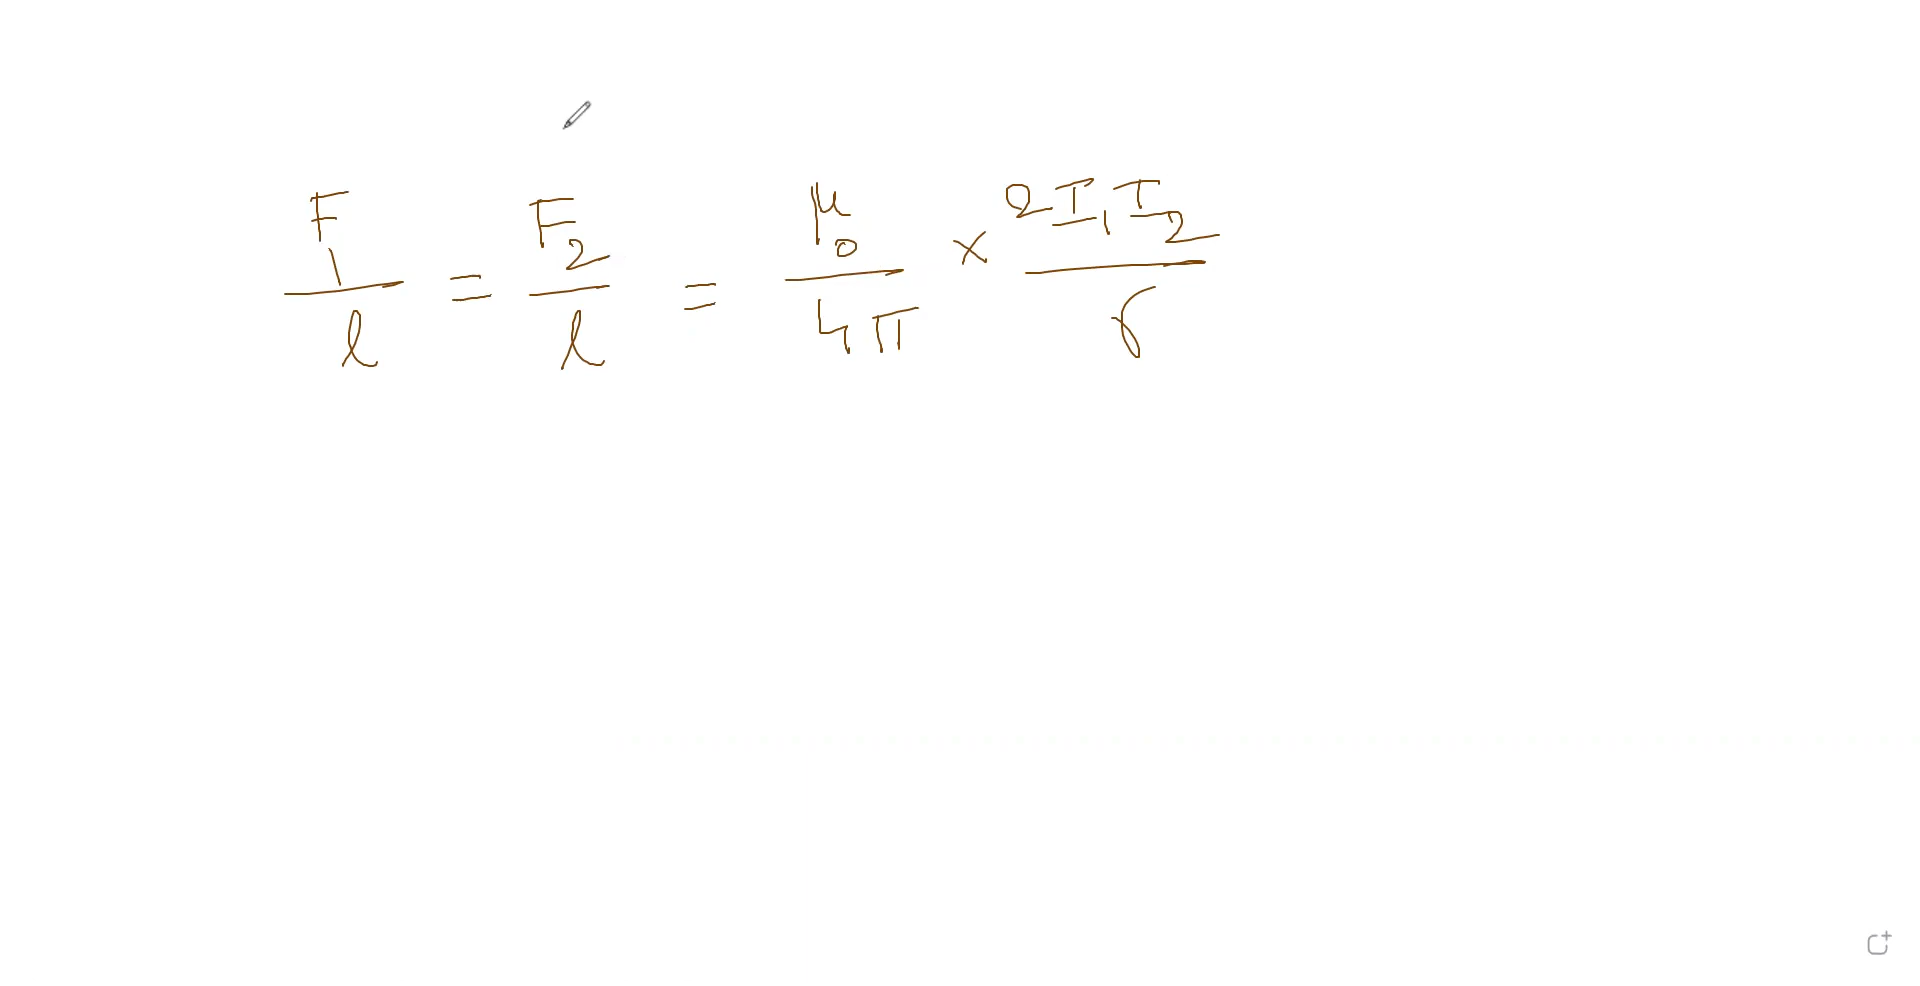 F₁/l = F₂/l = μ₀/4π × 2I₁I₂/r